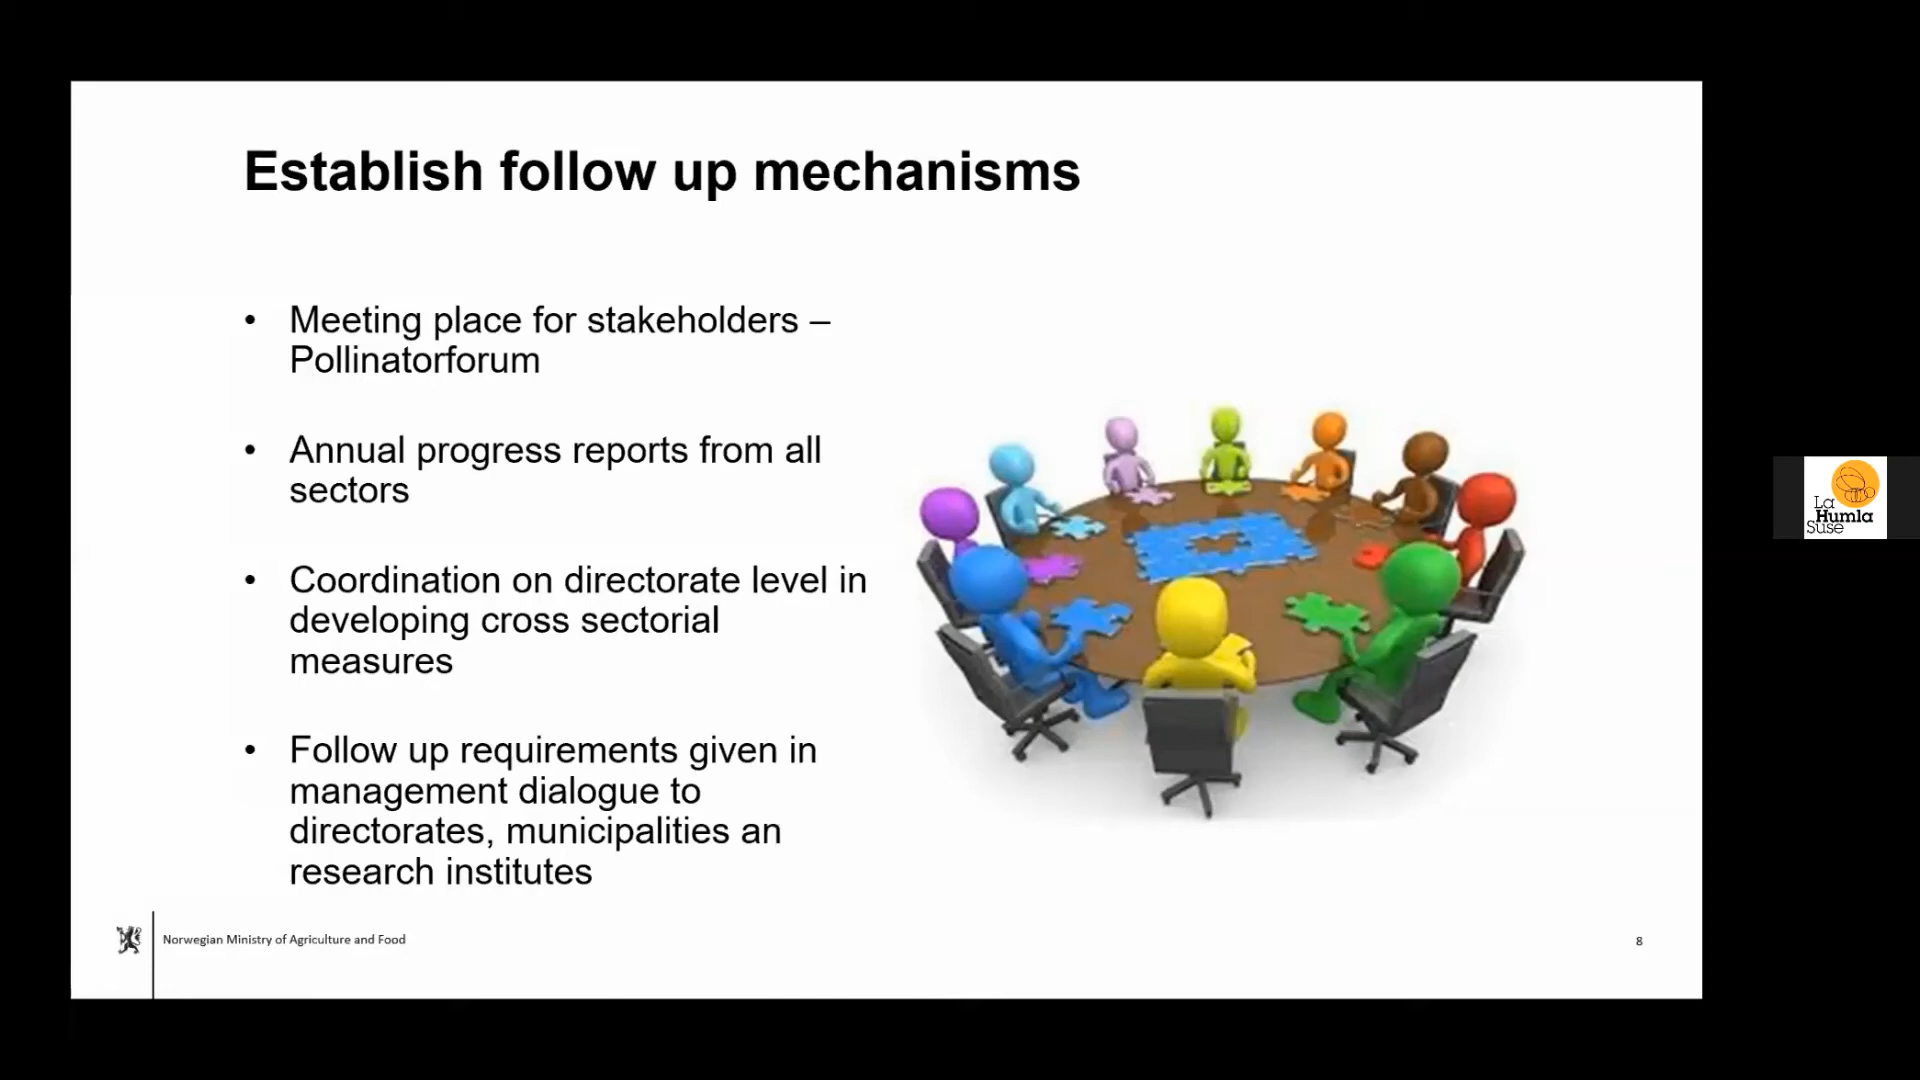 Establish follow up mechanisms
• Meeting place for stakeholders –
Pollinatorforum
• Annual progress reports from all
sectors
• Coordination on directorate level in
developing cross sectorial
measures
• Follow up requirements given in
management dialogue to
directorates, municipalities an
research institutes
Norwegian Ministry of Agriculture and Food
8
La
Humla
Suse